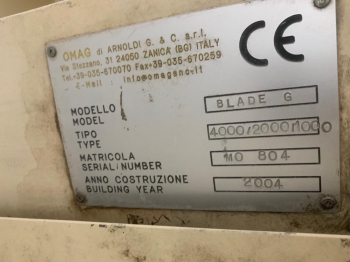 OMAG di ARNOLDI G. & C. s.r.l.
Via Stezzano, 31 24050 ZANICA (BG) ITALY
Tel.+39-035-670070 Fax+39-035-670259
E-Mail info@omagsnc.it
CE
MODELLO
MODEL
BLADE G
TIPO
TYPE
4000/2000/1000
MATRICOLA
SERIAL/NUMBER
MO 804
ANNO COSTRUZIONE
BUILDING YEAR
2004